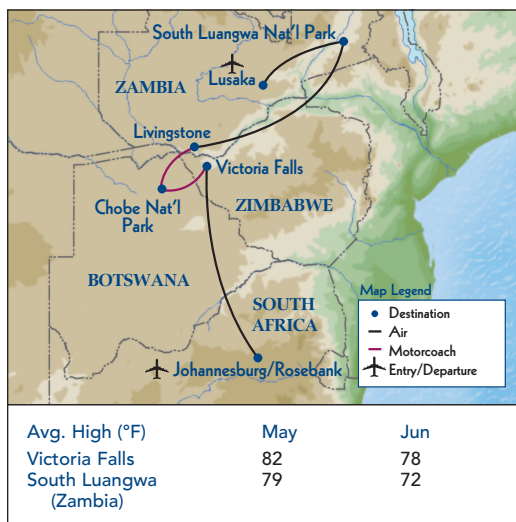 South Luangwa Nat'l Park
Lusaka
ZAMBIA
Livingstone
Victoria Falls
Chobe Nat'l
Park
ZIMBABWE
BOTSWANA
SOUTH
AFRICA
Johannesburg/Rosebank
Map Legend
Destination
Air
Motorcoach
Entry/Departure
Avg. High (°F) May Jun
Victoria Falls 82 78
South Luangwa 79 72
(Zambia)